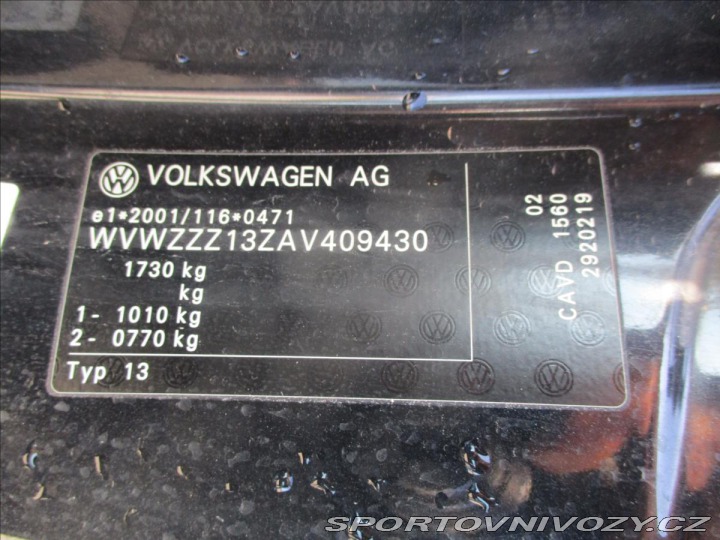 VOLKSWAGEN AG
e1*2001/116*0471
WVWZZZ13ZAV409430
1730 kg
kg
1- 1010 kg
2- 0770 kg
Typ 13
02
CAVD 1560
2920219
SPORTOVNIVOZY.CZ